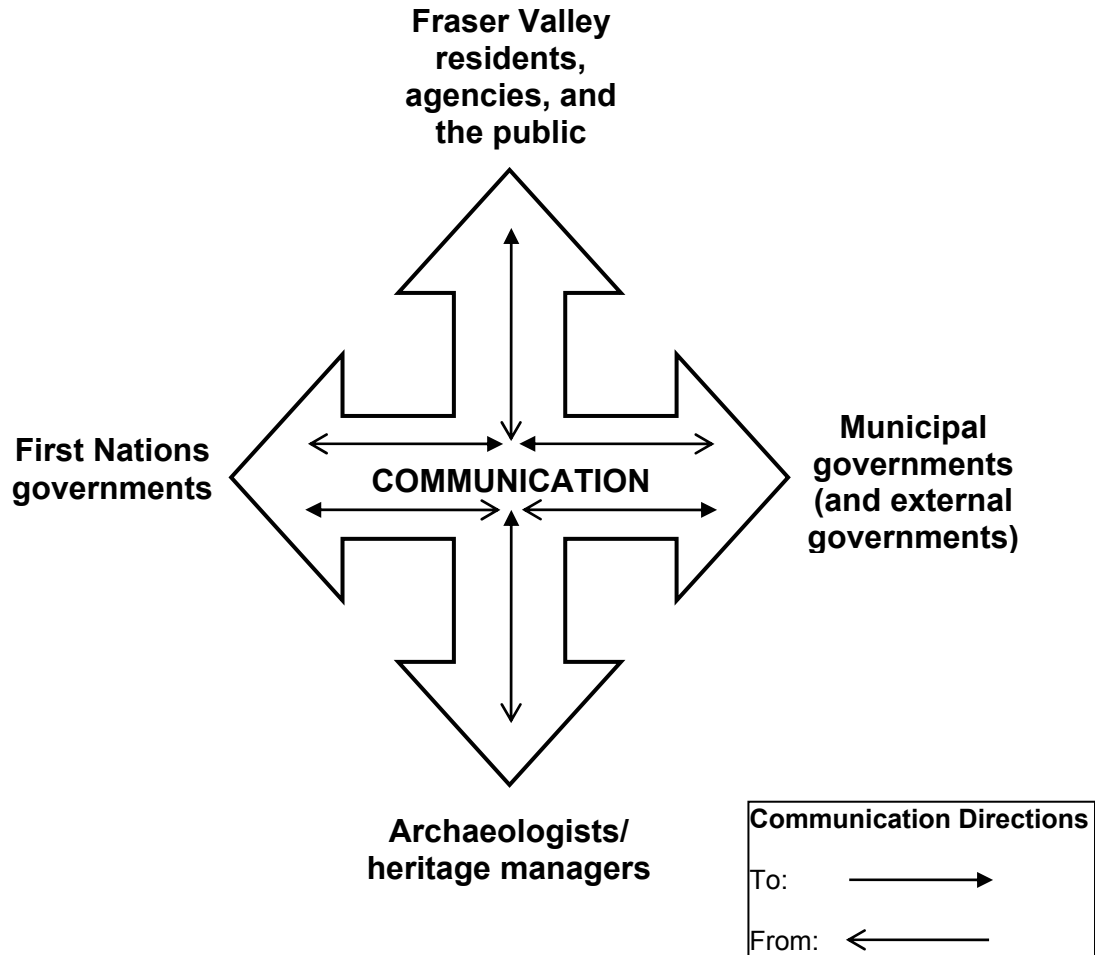 Fraser Valley
residents,
agencies, and
the public
First Nations
governments
COMMUNICATION
Municipal
governments
(and external
governments)
Archaeologists/
heritage managers
Communication Directions
To:
From: